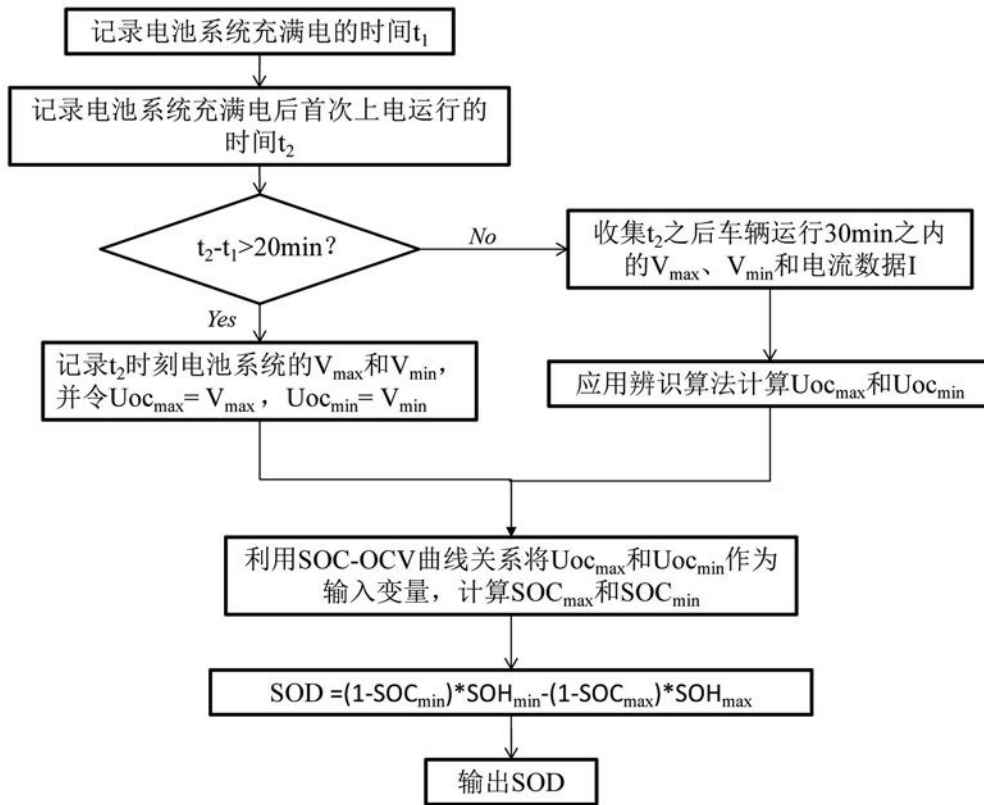 记录电池系统充满电的时间t₁
记录电池系统充满电后首次上电运行的
时间t₂
t₂-t₁>20min？
No
收集t₂之后车辆运行30min之内
的Vₘₐₓ、Vₘᵢₙ和电流数据I
Yes
记录t₂时刻电池系统的Vₘₐₓ和Vₘᵢₙ，
并令Uocₘₐₓ= Vₘₐₓ， Uocₘᵢₙ= Vₘᵢₙ
应用辨识算法计算Uocₘₐₓ和Uocₘᵢₙ
利用SOC-OCV曲线关系将Uocₘₐₓ和Uocₘᵢₙ作为
输入变量，计算SOCₘₐₓ和SOCₘᵢₙ
SOD =(1-SOCₘᵢₙ)*SOHₘᵢₙ-(1-SOCₘₐₓ)*SOHₘₐₓ
输出SOD